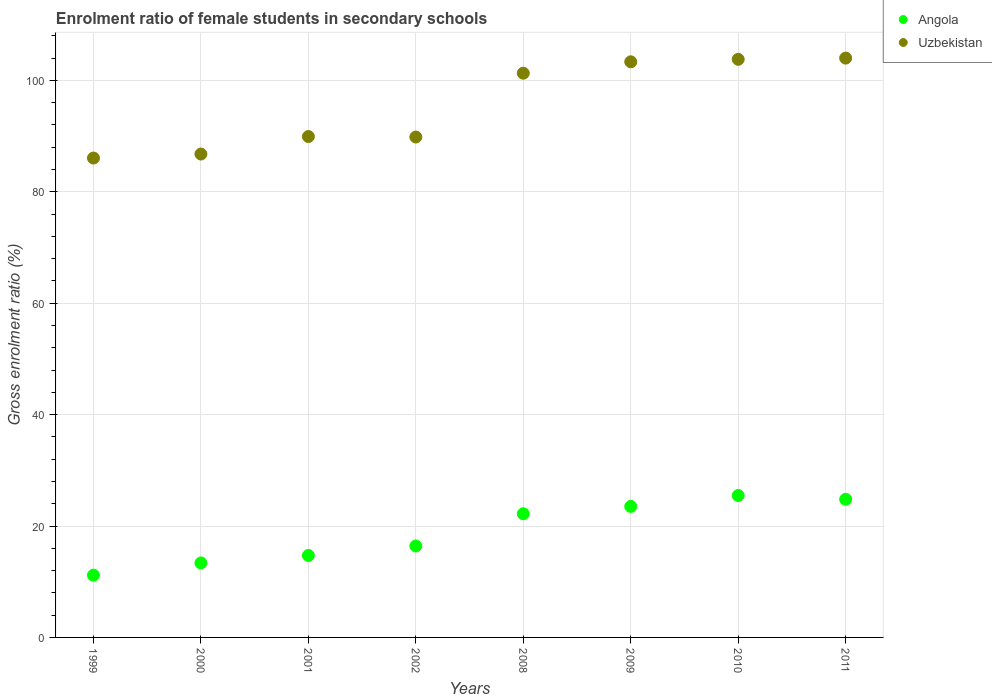 Enrolment ratio of female students in secondary schools
Angola
Uzbekistan
Gross enrolment ratio (%)
100
80
60
40
20
0
1999
2000
2001
2002
2008
2009
2010
2011
Years